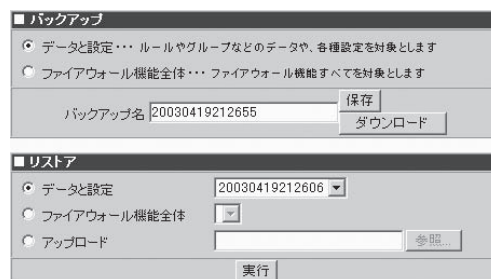 ■ バックアップ
データと設定・・・ ルールやグループなどのデータや、各種設定を対象とします
ファイアウォール機能全体・・・ ファイアウォール機能すべてを対象とします
バックアップ名 20030419212655 保存
ダウンロード
■ リストア
データと設定 20030419212606
ファイアウォール機能全体
アップロード 参照...
実行